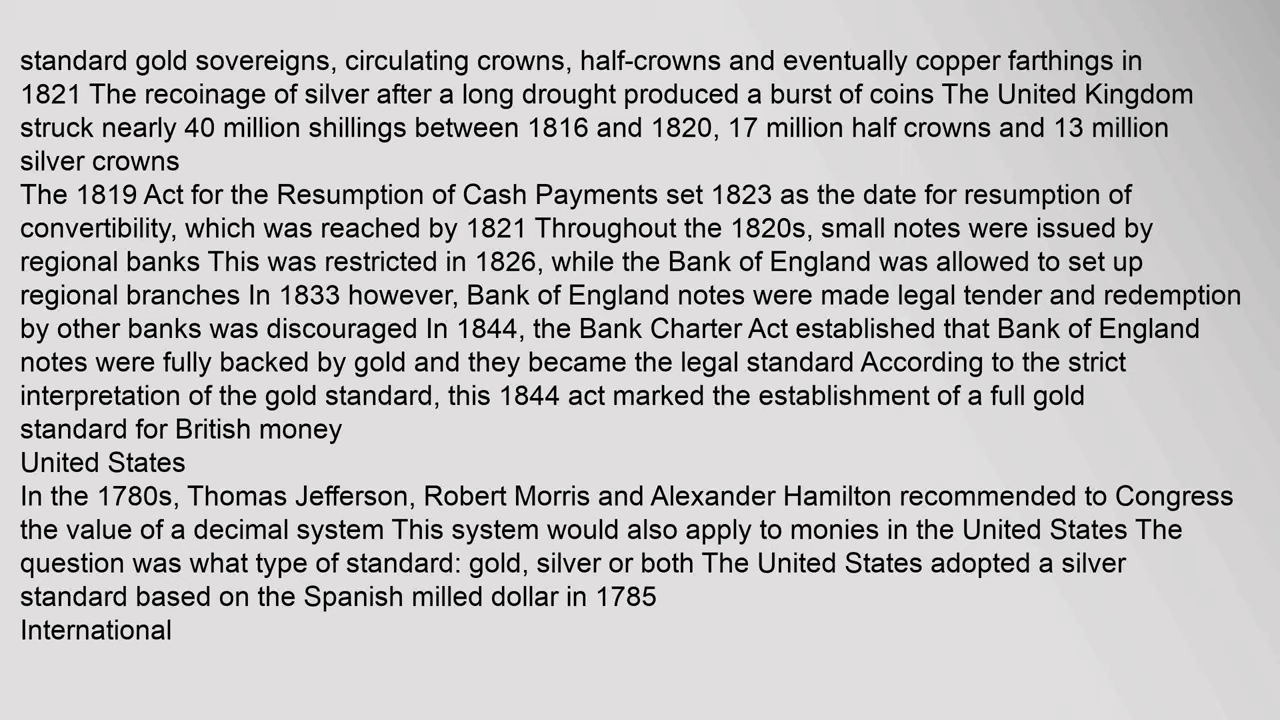 standard gold sovereigns, circulating crowns, half-crowns and eventually copper farthings in
1821 The recoinage of silver after a long drought produced a burst of coins The United Kingdom
struck nearly 40 million shillings between 1816 and 1820, 17 million half crowns and 13 million
silver crowns
The 1819 Act for the Resumption of Cash Payments set 1823 as the date for resumption of
convertibility, which was reached by 1821 Throughout the 1820s, small notes were issued by
regional banks This was restricted in 1826, while the Bank of England was allowed to set up
regional branches In 1833 however, Bank of England notes were made legal tender and redemption
by other banks was discouraged In 1844, the Bank Charter Act established that Bank of England
notes were fully backed by gold and they became the legal standard According to the strict
interpretation of the gold standard, this 1844 act marked the establishment of a full gold
standard for British money
United States
In the 1780s, Thomas Jefferson, Robert Morris and Alexander Hamilton recommended to Congress
the value of a decimal system This system would also apply to monies in the United States The
question was what type of standard: gold, silver or both The United States adopted a silver
standard based on the Spanish milled dollar in 1785
International